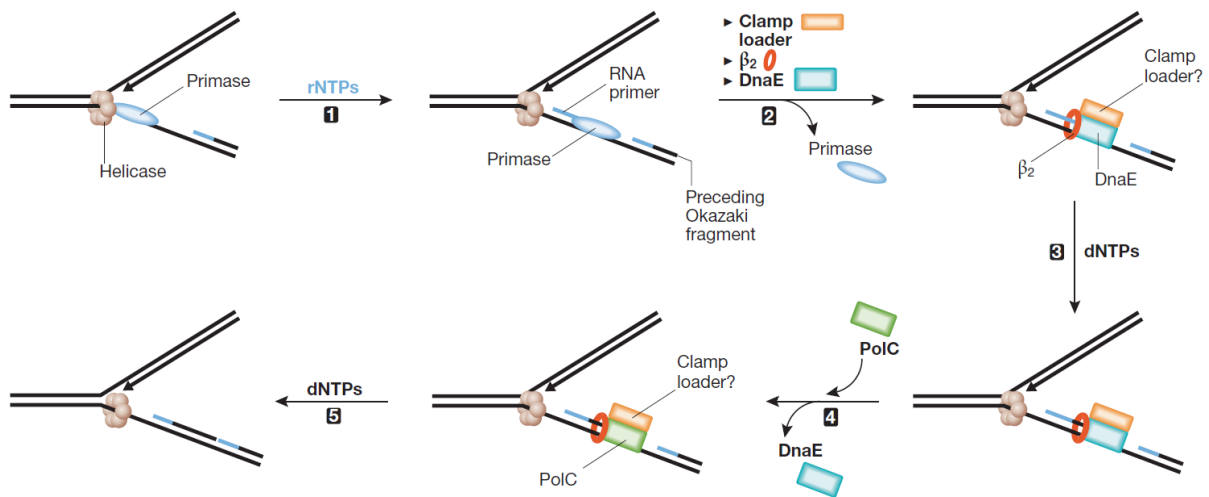 Primase
Helicase
rNTPs
1
RNA
primer
Primase
Preceding
Okazaki
fragment
► Clamp
loader
► β₂
► DnaE
2
Primase
Clamp
loader?
β₂
DnaE
3 dNTPs
PolC
4
DnaE
Clamp
loader?
PolC
dNTPs
5